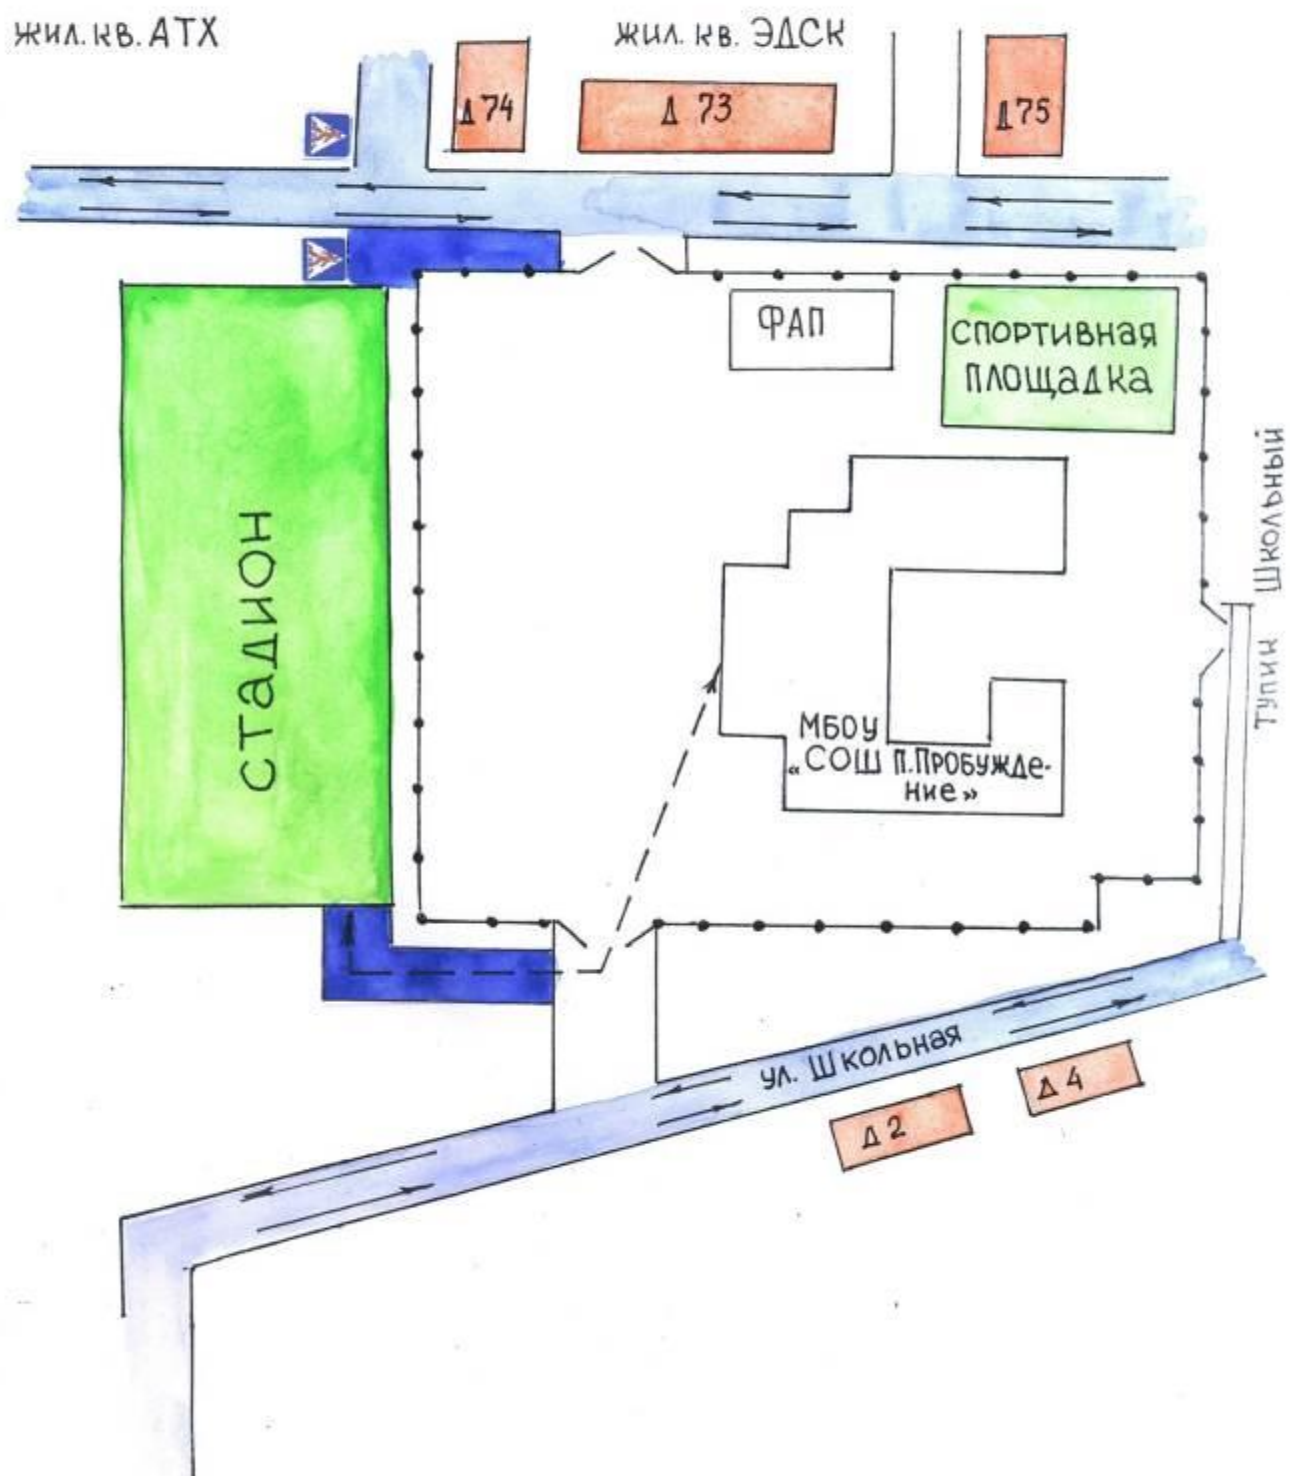 жил. кв. АТХ
жил. кв. ЭДСК
Д 74
Д 73
Д 75
ФАП
СПОРТИВНАЯ
ПЛОЩАДКА
СТАДИОН
Тупик Школьный
МБОУ
«СОШ п.ПРОБУЖДЕ-
НИЕ»
ул. Школьная
Д 4
Д 2